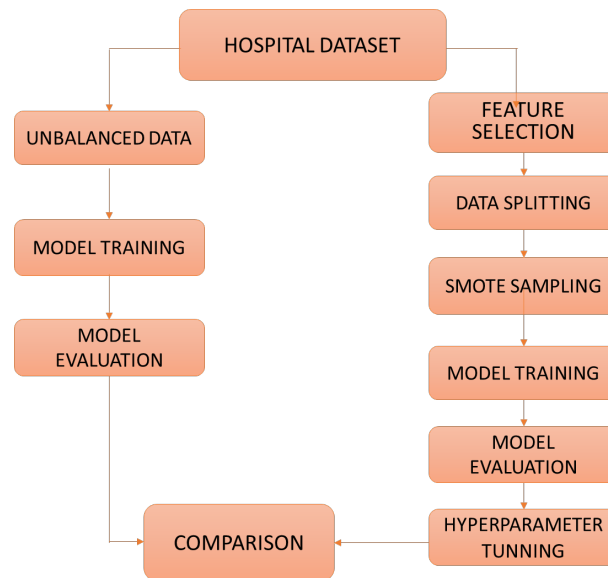 HOSPITAL DATASET
UNBALANCED DATA
MODEL TRAINING
MODEL
EVALUATION
FEATURE
SELECTION
DATA SPLITTING
SMOTE SAMPLING
MODEL TRAINING
MODEL
EVALUATION
HYPERPARAMETER
TUNNING
COMPARISON